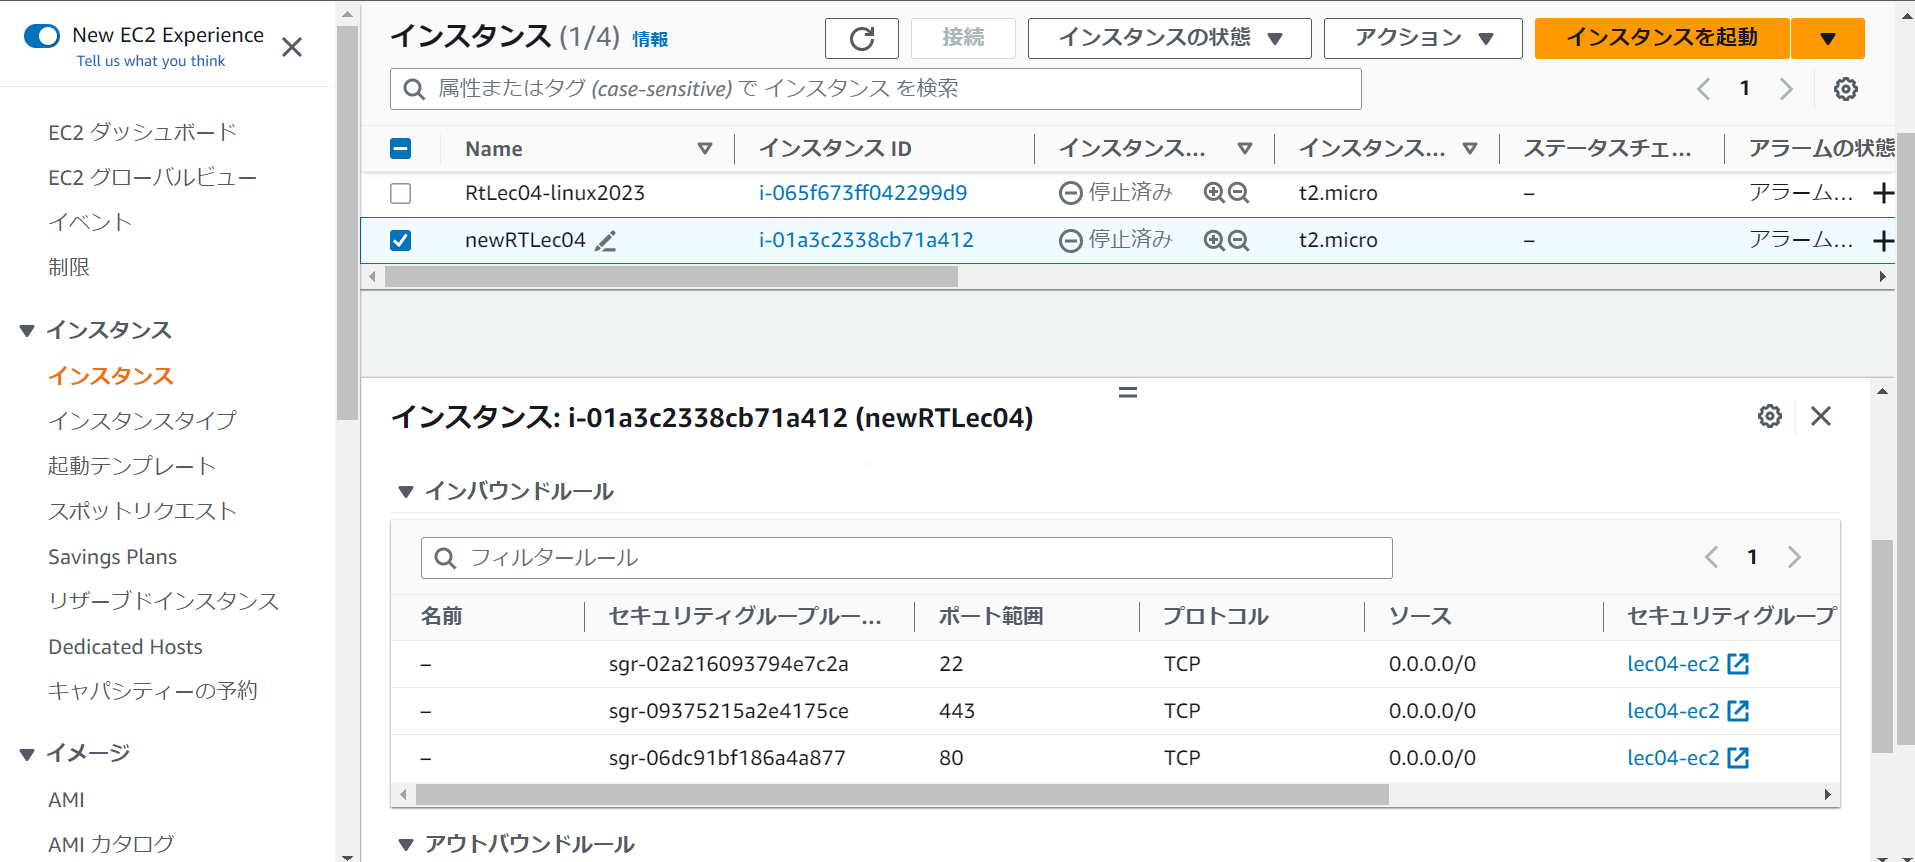 New EC2 Experience
Tell us what you think
EC2 ダッシュボード
EC2 グローバルビュー
イベント
制限
インスタンス
インスタンス
インスタンスタイプ
起動テンプレート
スポットリクエスト
Savings Plans
リザーブドインスタンス
Dedicated Hosts
キャパシティーの予約
イメージ
AMI
AMI カタログ
インスタンス (1/4) 情報 接続 インスタンスの状態 アクション インスタンスを起動
属性またはタグ (case-sensitive) で インスタンス を検索 1
Name インスタンス ID インスタンス... インスタンス... ステータスチェ... アラームの状態
RtLec04-linux2023 i-065f673ff042299d9 停止済み t2.micro – アラーム...
newRTLec04 i-01a3c2338cb71a412 停止済み t2.micro – アラーム...
インスタンス: i-01a3c2338cb71a412 (newRTLec04)
インバウンドルール
フィルタールール 1
名前 セキュリティグループルー... ポート範囲 プロトコル ソース セキュリティグループ
– sgr-02a216093794e7c2a 22 TCP 0.0.0.0/0 lec04-ec2
– sgr-09375215a2e4175ce 443 TCP 0.0.0.0/0 lec04-ec2
– sgr-06dc91bf186a4a877 80 TCP 0.0.0.0/0 lec04-ec2
アウトバウンドルール